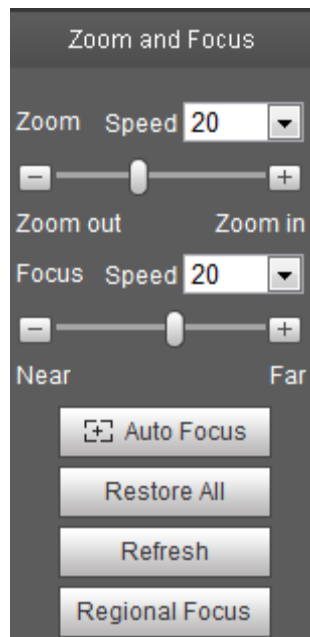 Zoom and Focus
Zoom Speed 20
Zoom out Zoom in
Focus Speed 20
Near Far
Auto Focus
Restore All
Refresh
Regional Focus